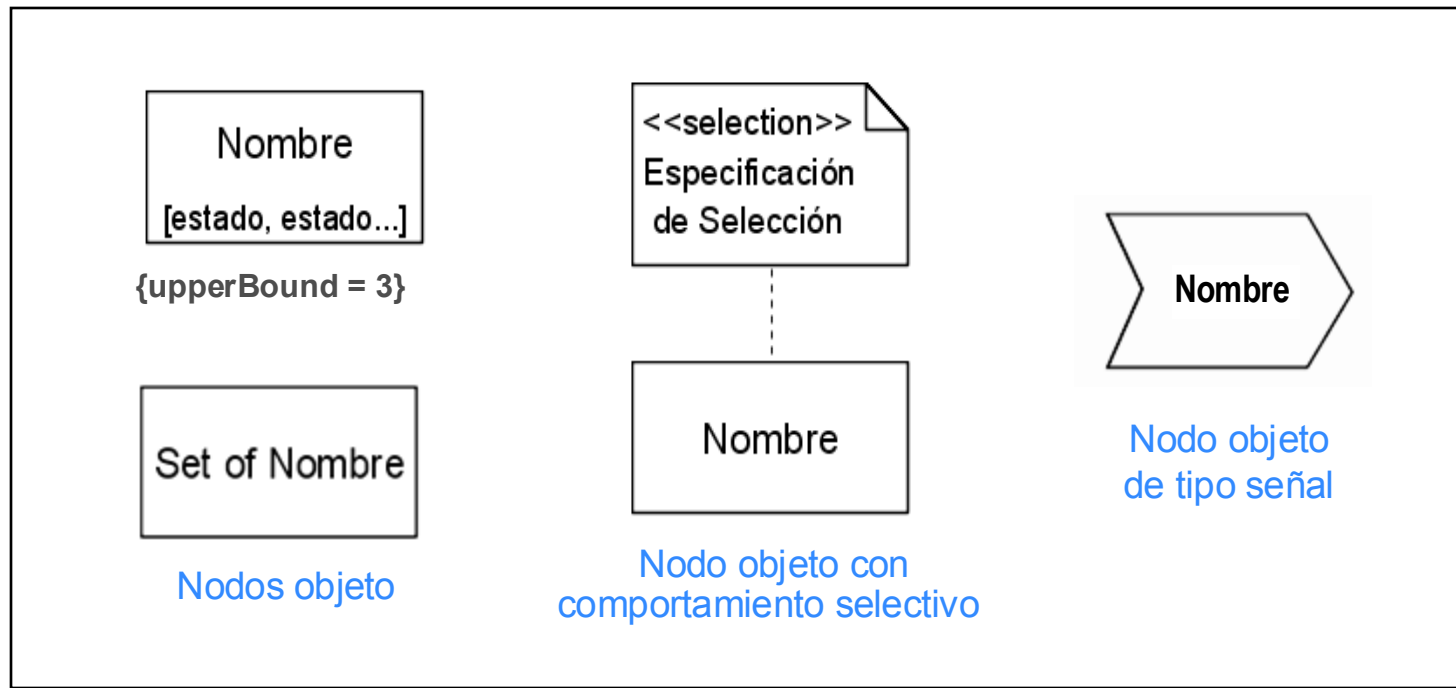 Nombre
[estado, estado...]
{upperBound = 3}
Set of Nombre
Nodos objeto
<<selection>>
Especificación
de Selección
Nombre
Nodo objeto con
comportamiento selectivo
Nombre
Nodo objeto
de tipo señal